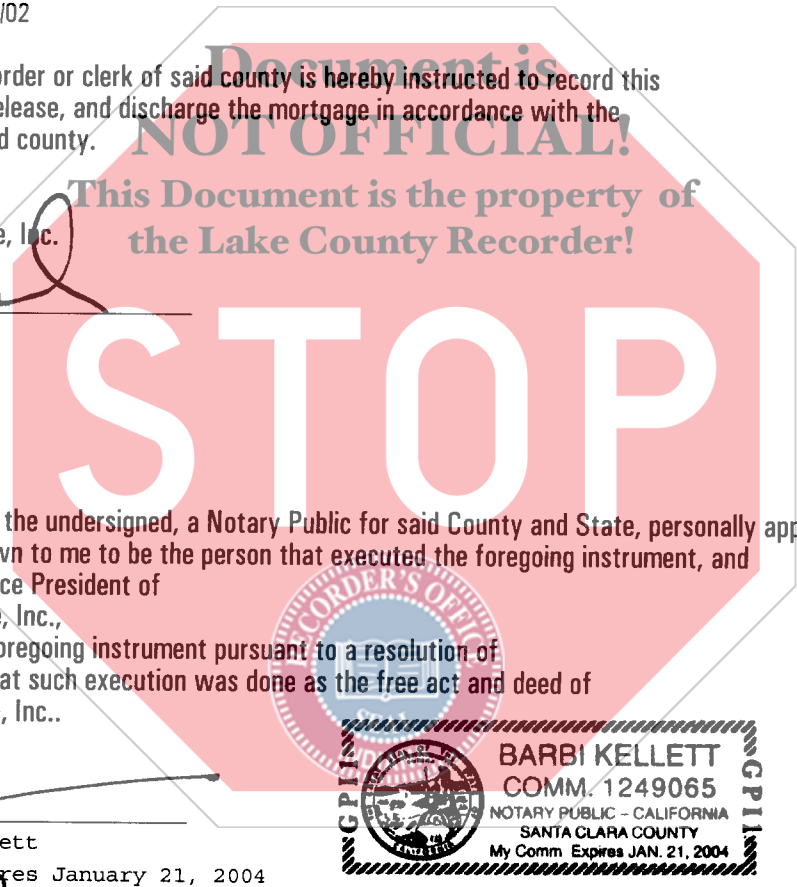 /02
Document is
order or clerk of said county is hereby instructed to record this
elease, and discharge the mortgage in accordance with the
d county.
NOT OFFICIAL!
This Document is the property of
e, Inc.
the Lake County Recorder!
STOP
the undersigned, a Notary Public for said County and State, personally app
wn to me to be the person that executed the foregoing instrument, and
ce President of
e, Inc.,
oregoing instrument pursuant to a resolution of
at such execution was done as the free act and deed of
, Inc..
RECORDER'S OFFICE
SEAL
BARBI KELLETT
COMM. 1249065
NOTARY PUBLIC – CALIFORNIA
SANTA CLARA COUNTY
My Comm Expires JAN. 21, 2004
GPII
GPII
ett
res January 21, 2004